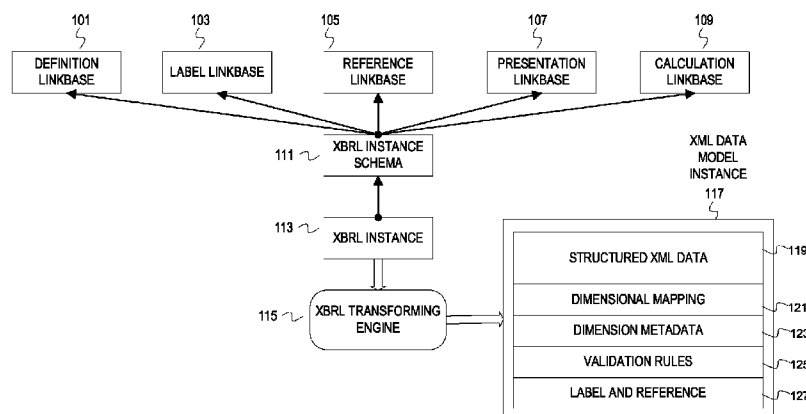 101
103
105
107
109
DEFINITION
LINKBASE
LABEL LINKBASE
REFERENCE
LINKBASE
PRESENTATION
LINKBASE
CALCULATION
LINKBASE
111
XBRL INSTANCE
SCHEMA
XML DATA
MODEL
INSTANCE
117
113
XBRL INSTANCE
115
XBRL TRANSFORMING
ENGINE
STRUCTURED XML DATA
119
DIMENSIONAL MAPPING
121
DIMENSION METADATA
123
VALIDATION RULES
125
LABEL AND REFERENCE
127